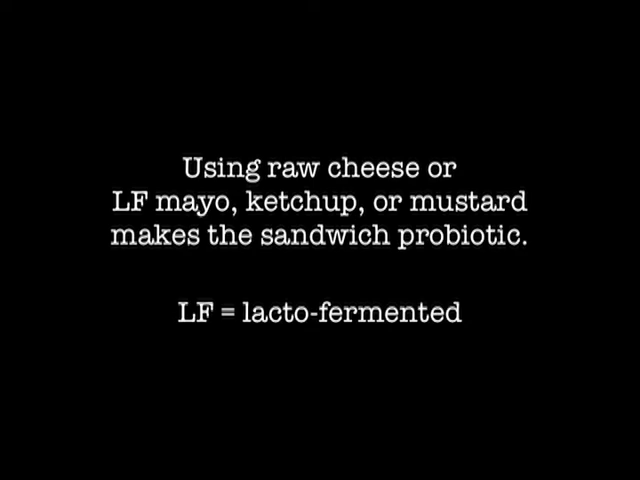 Using raw cheese or
LF mayo, ketchup, or mustard
makes the sandwich probiotic.
LF = lacto-fermented